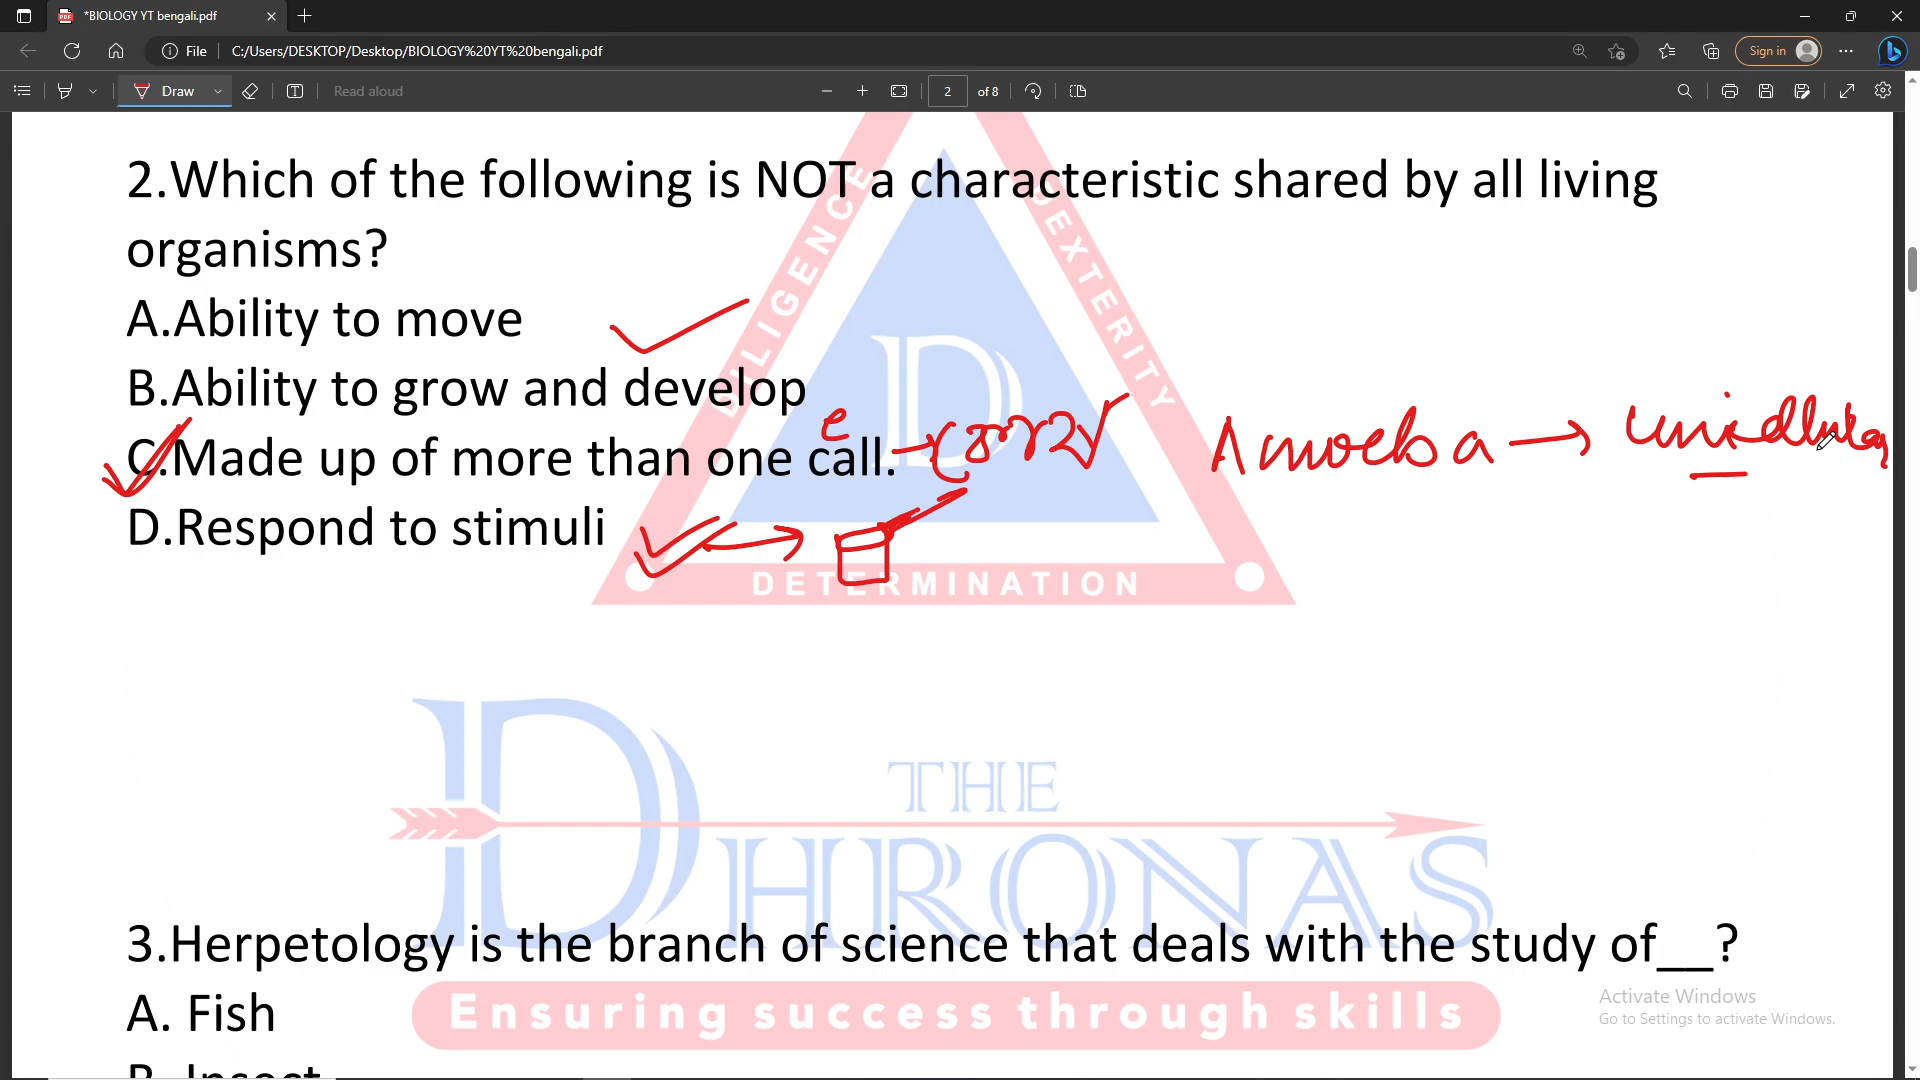 *BIOLOGY YT bengali.pdf
File
C:/Users/DESKTOP/Desktop/BIOLOGY%20YT%20bengali.pdf
Sign in
Draw
Read aloud
2 of 8
2.Which of the following is NOT a characteristic shared by all living
organisms?
A.Ability to move
B.Ability to grow and develop
e
C.Made up of more than one call.
Amoeba →
D.Respond to stimuli
DILIGENCE
DEXTERITY
D
DETERMINATION
THE
DHRONAS
3.Herpetology is the branch of science that deals with the study of__?
A. Fish
Ensuring success through skills
Activate Windows
Go to Settings to activate Windows.
B. Insect